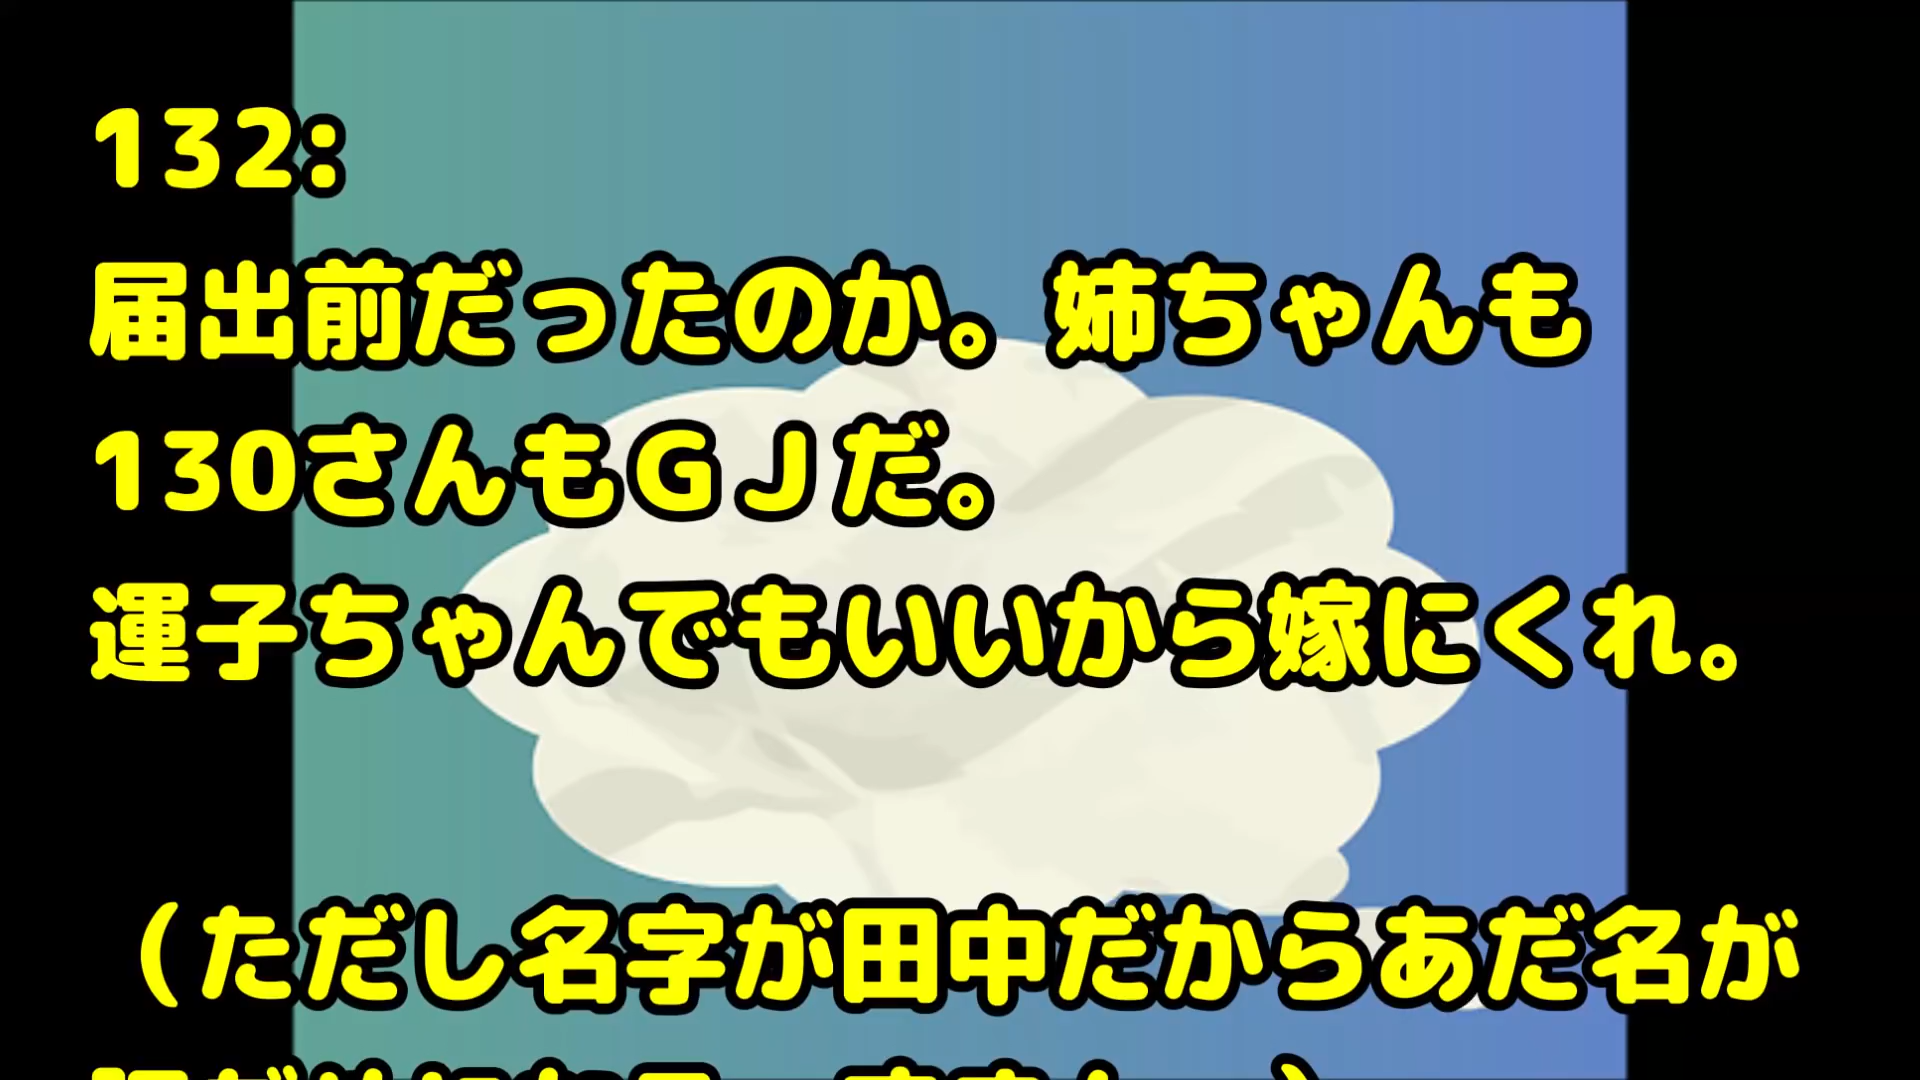 132:
届出前だったのか。姉ちゃんも
130さんもＧＪだ。
運子ちゃんでもいいから嫁にくれ。
（ただし名字が田中だからあだ名が